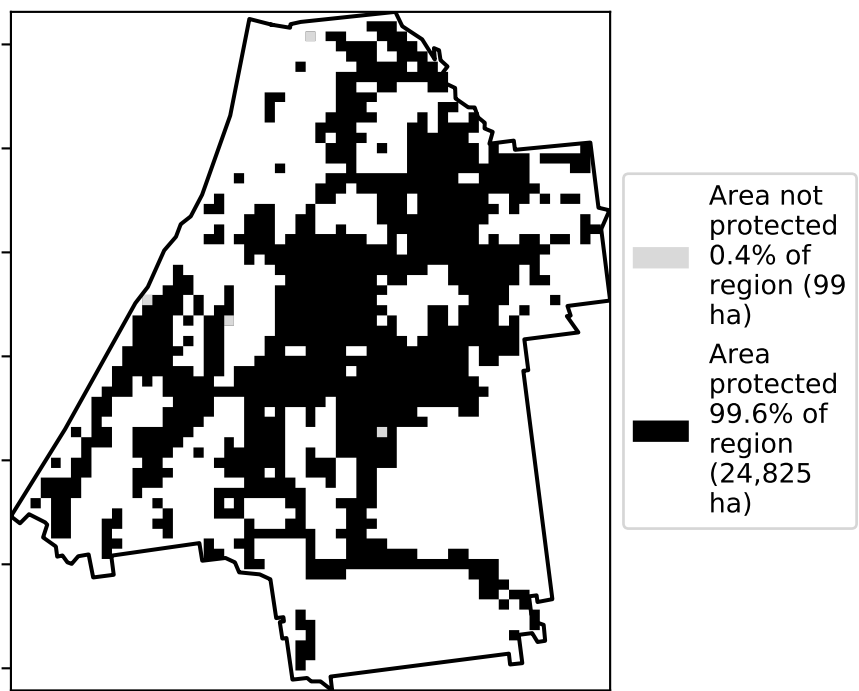 Area not
protected
0.4% of
region (99
ha)
Area
protected
99.6% of
region
(24,825
ha)